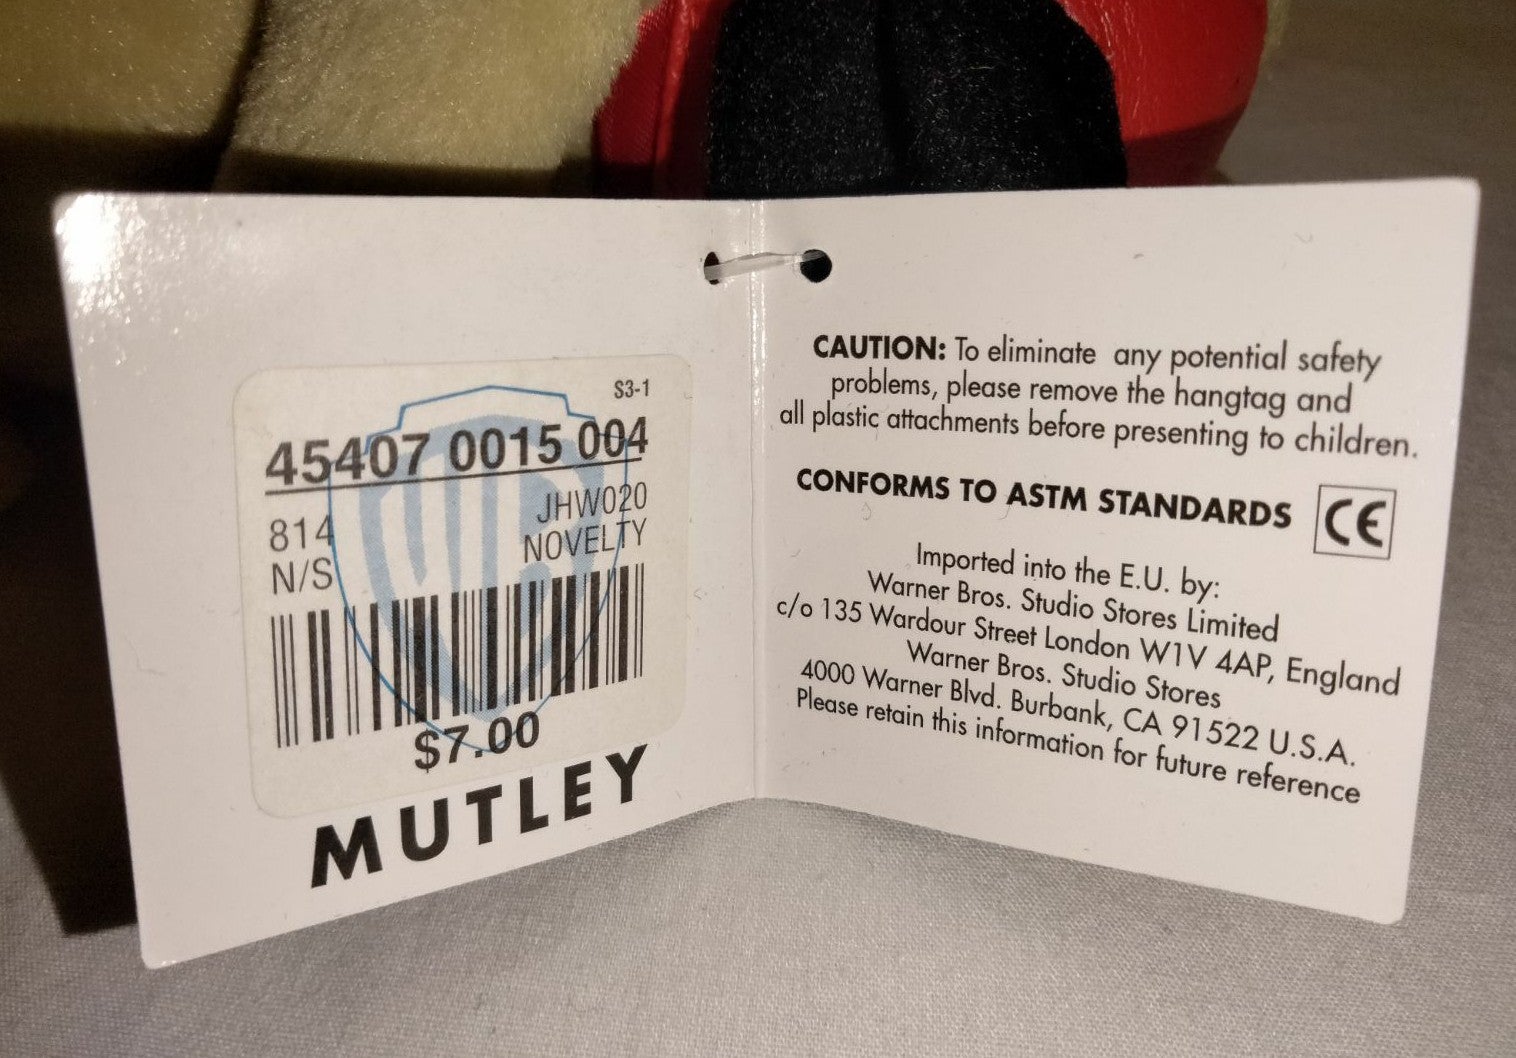 S3-1
45407 0015 004
814 JHW020
N/S NOVELTY
$7.00
MUTLEY
CAUTION: To eliminate any potential safety
problems, please remove the hangtag and
all plastic attachments before presenting to children.
CONFORMS TO ASTM STANDARDS CE
Imported into the E.U. by:
Warner Bros. Studio Stores Limited
c/o 135 Wardour Street London W1V 4AP, England
Warner Bros. Studio Stores
4000 Warner Blvd. Burbank, CA 91522 U.S.A.
Please retain this information for future reference